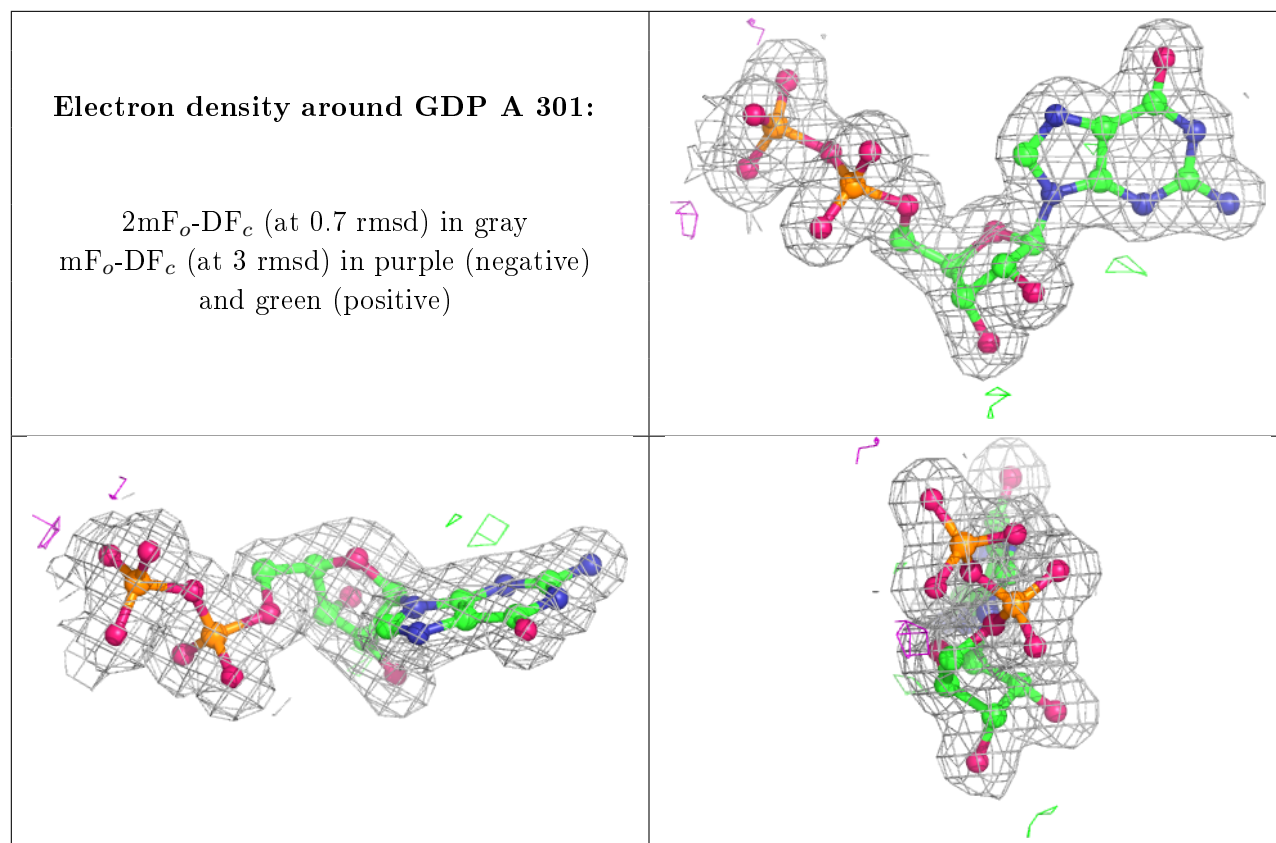 Electron density around GDP A 301:
2mFo-DFc (at 0.7 rmsd) in gray
mFo-DFc (at 3 rmsd) in purple (negative)
and green (positive)